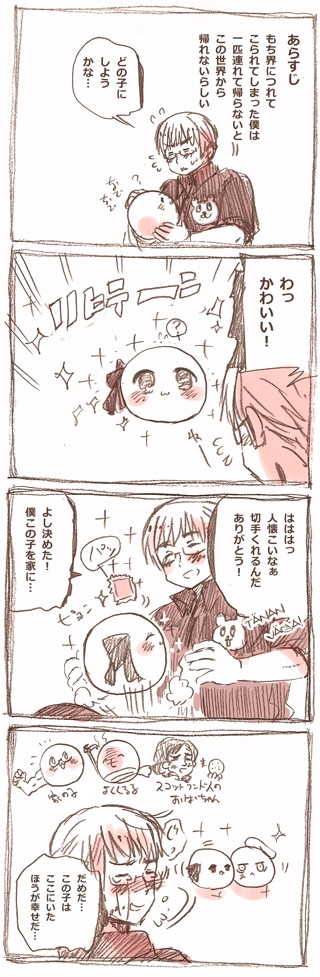 あらすじ
もち界につれて
こられてしまった僕は
一匹連れて帰らないと
この世界から
帰れないらしい
どの子に
しよう
かな…
なで
なで
わっ
かわいい！
？
はははっ
人懐こいなぁ
切手くれるんだ
ありがとう！
パッ
よし決めた！
僕この子を家に…
スコットランド人の
おばあちゃん
だめだ…
この子は
ここにいた
ほうが幸せだ…